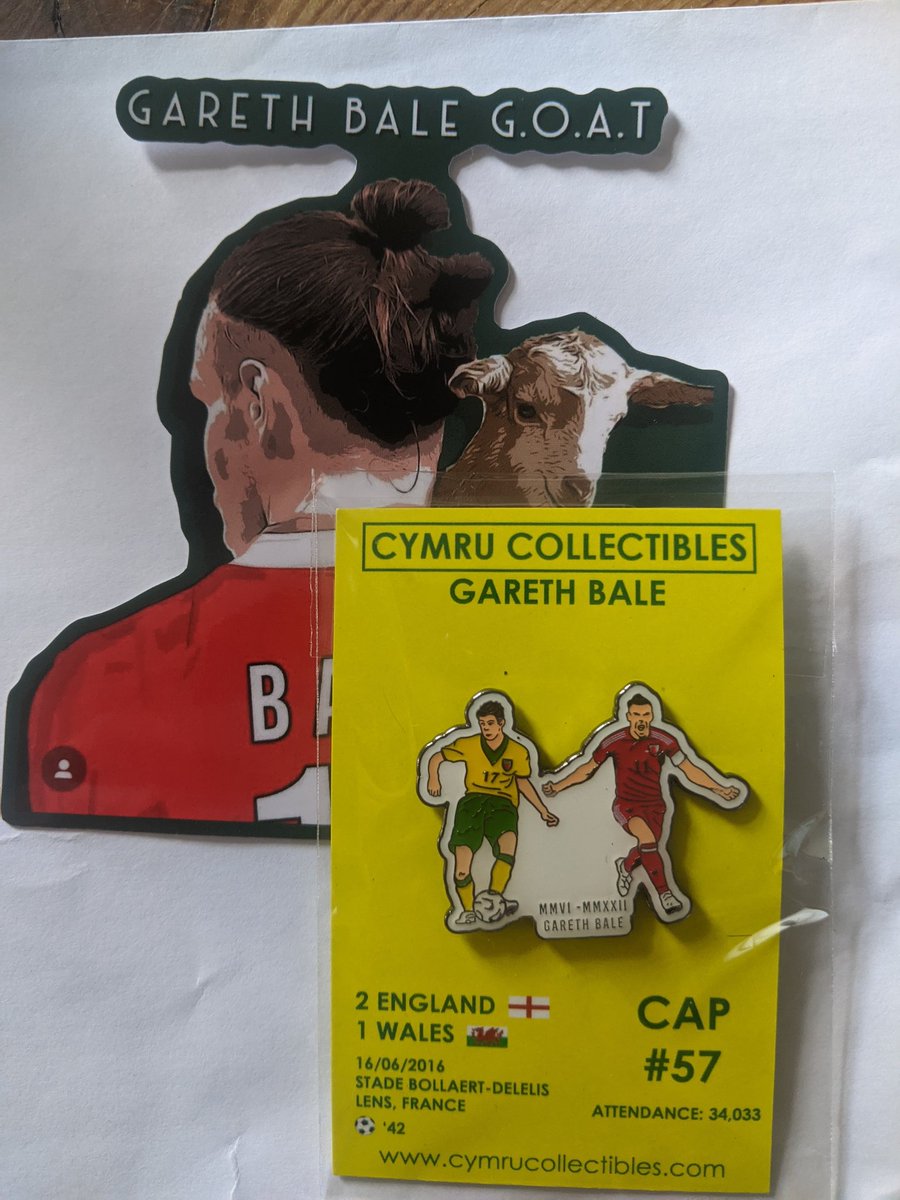 GARETH BALE G.O.A.T
BA
CYMRU COLLECTIBLES
GARETH BALE
17
11
MMVI -MMXXII
GARETH BALE
2 ENGLAND
1 WALES
16/06/2016
STADE BOLLAERT-DELELIS
LENS, FRANCE
'42
CAP
#57
ATTENDANCE: 34,033
www.cymrucollectibles.com